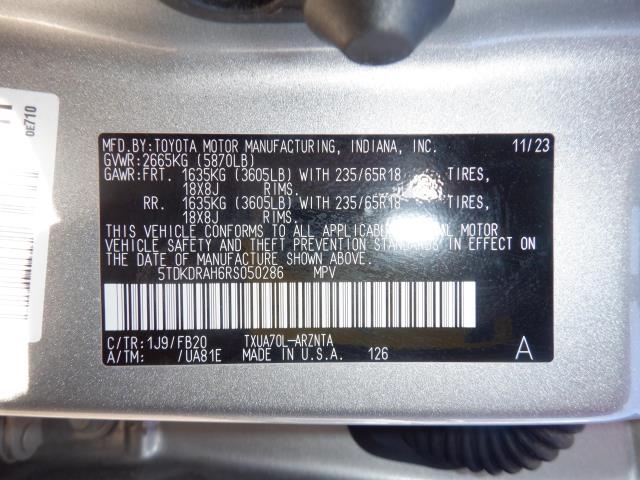 MFD.BY:TOYOTA MOTOR MANUFACTURING, INDIANA, INC. 11/23
GVWR:2665KG (5870LB)
GAWR:FRT. 1635KG (3605LB) WITH 235/65R18 TIRES,
18X8J RIMS.
RR. 1635KG (3605LB) WITH 235/65R18 TIRES,
18X8J RIMS.
THIS VEHICLE CONFORMS TO ALL APPLICABLE FEDERAL MOTOR
VEHICLE SAFETY AND THEFT PREVENTION STANDARDS IN EFFECT
ON THE DATE OF MANUFACTURE SHOWN ABOVE.
5TDKDRAH6RS050286 MPV
C/TR:1J9/FB20 TXUA70L-ARZNTA
A/TM: /UA81E MADE IN U.S.A. 126 A
0E710